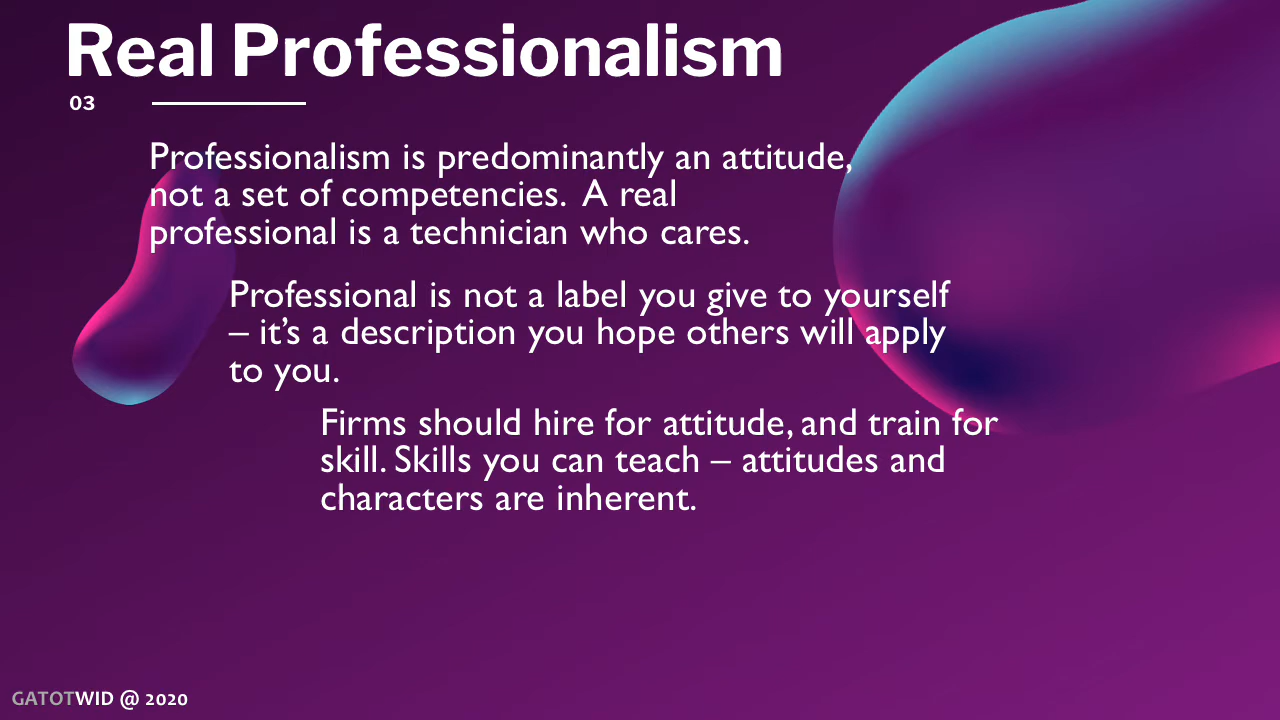 Real Professionalism
03
Professionalism is predominantly an attitude,
not a set of competencies.  A real
professional is a technician who cares.
Professional is not a label you give to yourself
– it’s a description you hope others will apply
to you.
Firms should hire for attitude, and train for
skill. Skills you can teach – attitudes and
characters are inherent.
GATOTWID @ 2020